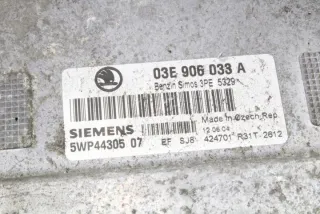 03E 906 033 A
Benzin Simos 3PE 5329
Made in Czech Rep.
SIEMENS
12 06 04
5WP44305 07 EF SJ6 424701 R31T-2612